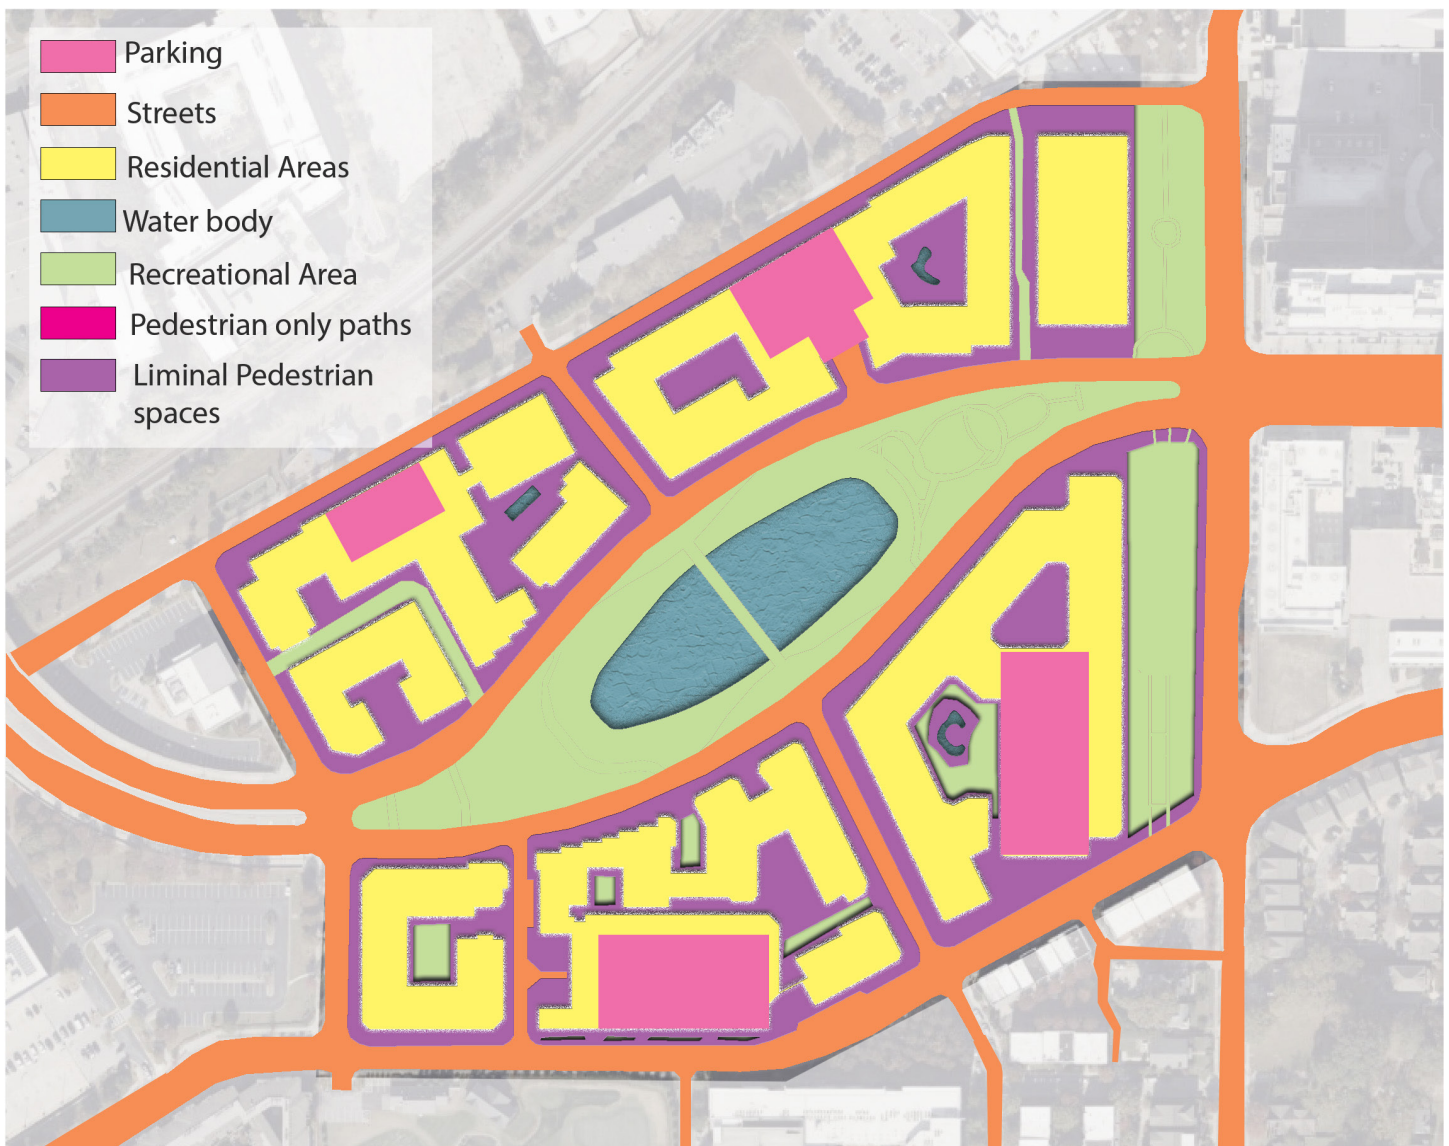 Parking
Streets
Residential Areas
Water body
Recreational Area
Pedestrian only paths
Liminal Pedestrian
spaces